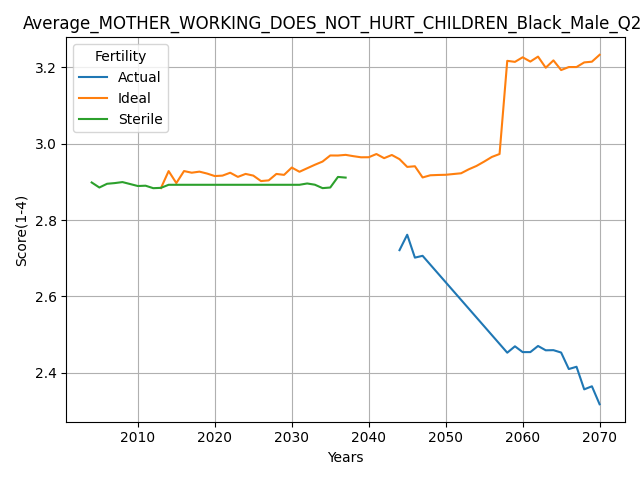 Average_MOTHER_WORKING_DOES_NOT_HURT_CHILDREN_Black_Male_Q2
Fertility
Actual
Ideal
Sterile
Score(1-4)
3.2
3.0
2.8
2.6
2.4
2010 2020 2030 2040 2050 2060 2070
Years